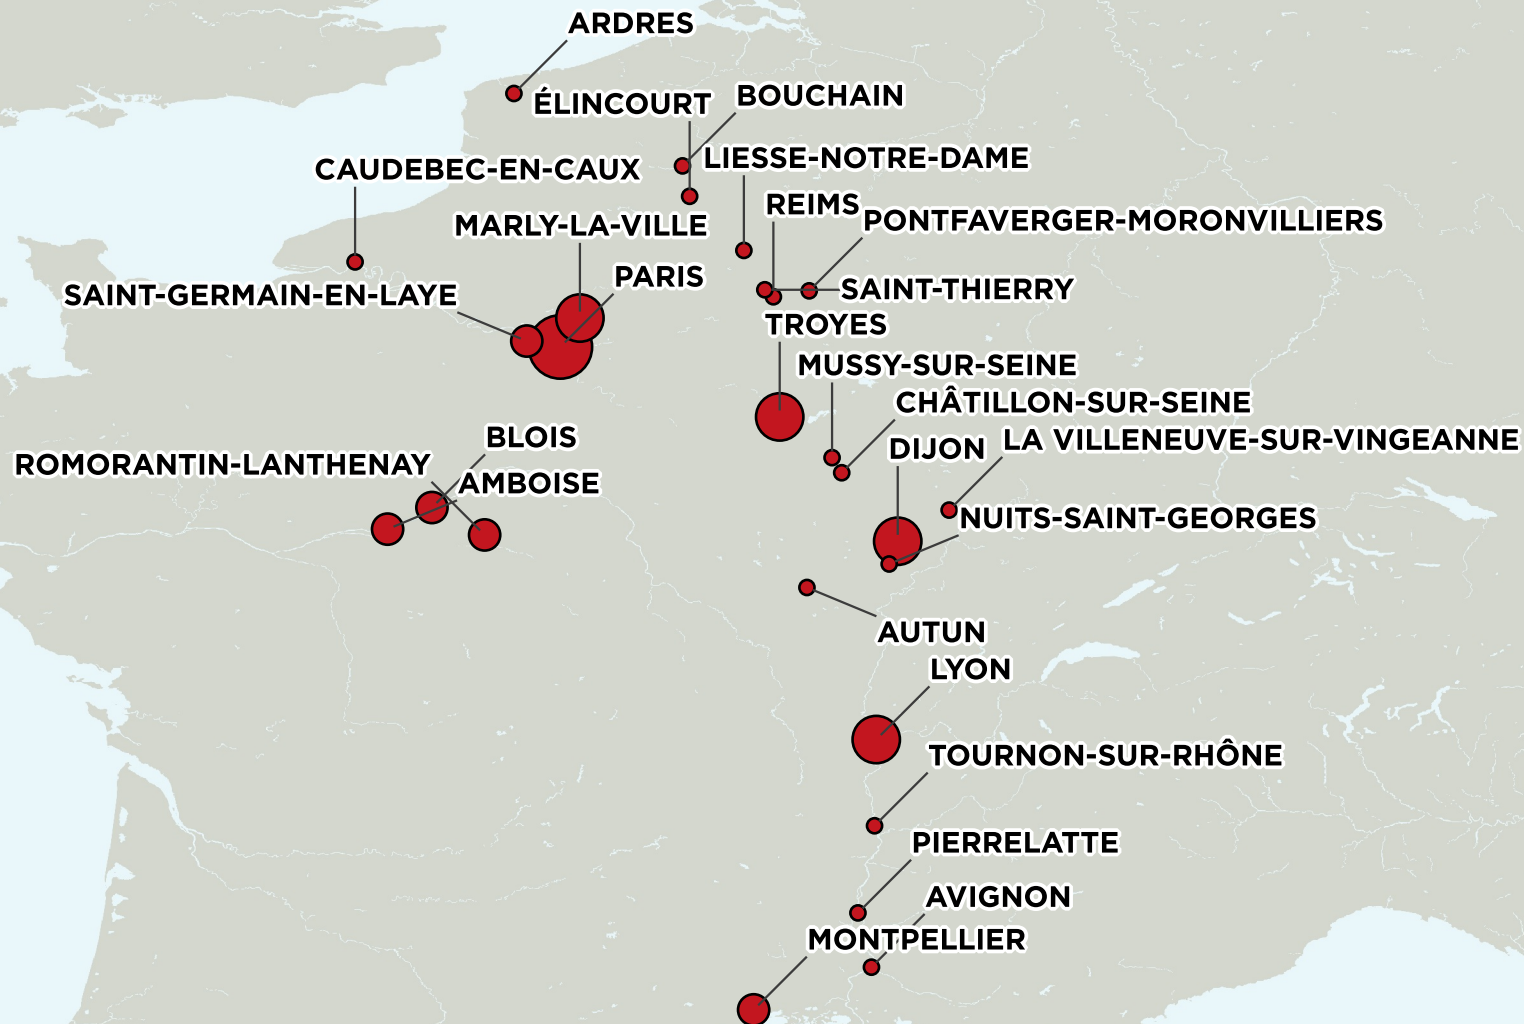 ARDRES
BOUCHAIN
ÉLINCOURT
LIESSE-NOTRE-DAME
CAUDEBEC-EN-CAUX
REIMS
PONTFAVERGER-MORONVILLIERS
MARLY-LA-VILLE
PARIS
SAINT-THIERRY
SAINT-GERMAIN-EN-LAYE
TROYES
MUSSY-SUR-SEINE
CHÂTILLON-SUR-SEINE
BLOIS
LA VILLENEUVE-SUR-VINGEANNE
DIJON
ROMORANTIN-LANTHENAY
AMBOISE
NUITS-SAINT-GEORGES
AUTUN
LYON
TOURNON-SUR-RHÔNE
PIERRELATTE
AVIGNON
MONTPELLIER